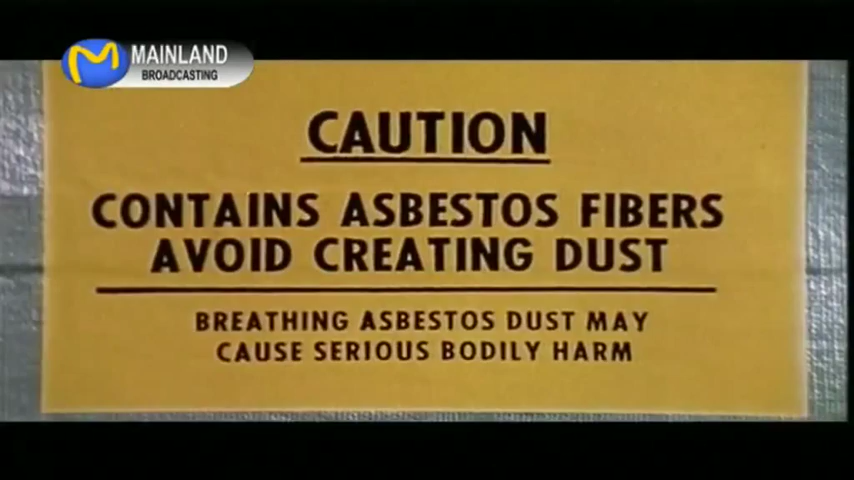 MAINLAND
BROADCASTING
CAUTION
CONTAINS ASBESTOS FIBERS
AVOID CREATING DUST
BREATHING ASBESTOS DUST MAY
CAUSE SERIOUS BODILY HARM